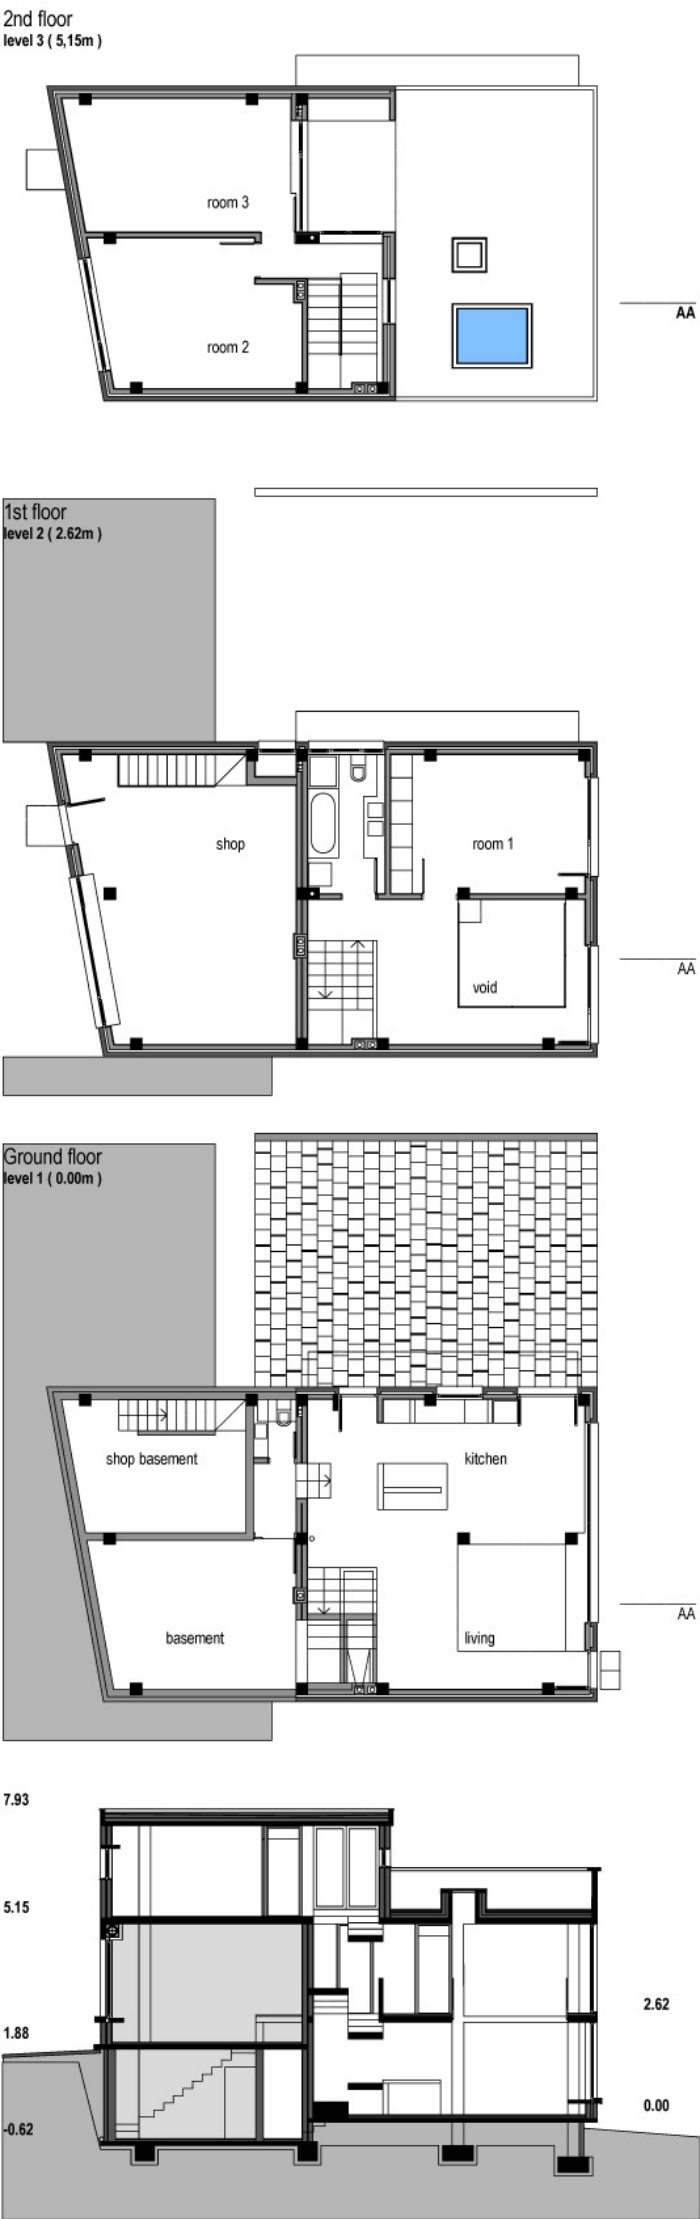 2nd floor
level 3 ( 5,15m )
room 3
AA
room 2
1st floor
level 2 ( 2.62m )
shop
room 1
AA
void
Ground floor
level 1 ( 0.00m )
shop basement
kitchen
AA
basement
living
7.93
5.15
2.62
1.88
0.00
-0.62